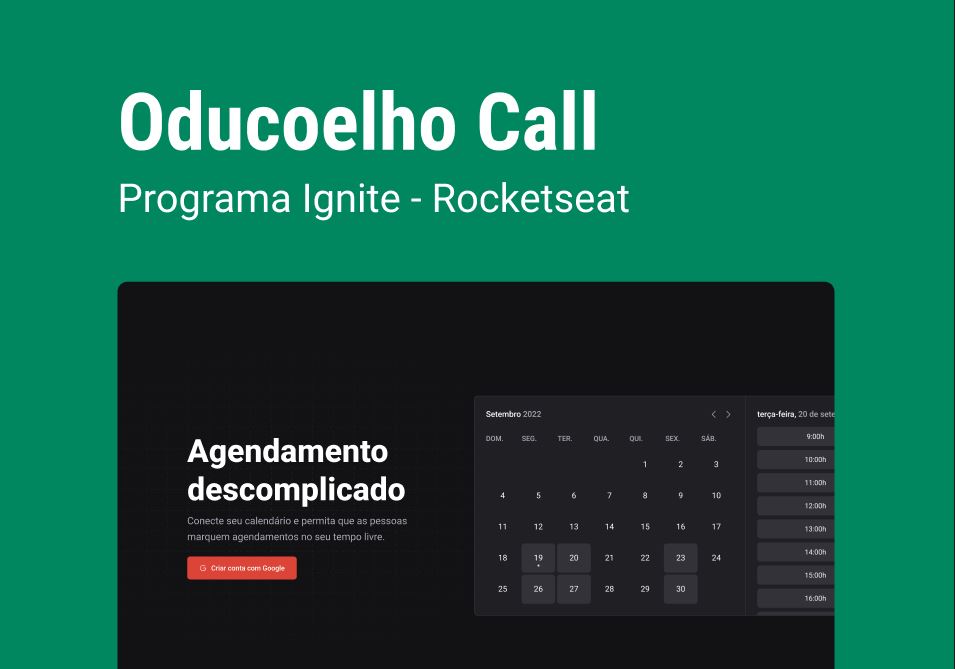 Oducoelho Call
Programa Ignite - Rocketseat
Agendamento
descomplicado
Conecte seu calendário e permita que as pessoas
marquem agendamentos no seu tempo livre.
G Criar conta com Google
Setembro 2022
DOM. SEG. TER. QUA. QUI. SEX. SÁB.
1 2 3
4 5 6 7 8 9 10
11 12 13 14 15 16 17
18 19 20 21 22 23 24
25 26 27 28 29 30
terça-feira, 20 de sete
9:00h
10:00h
11:00h
12:00h
13:00h
14:00h
15:00h
16:00h